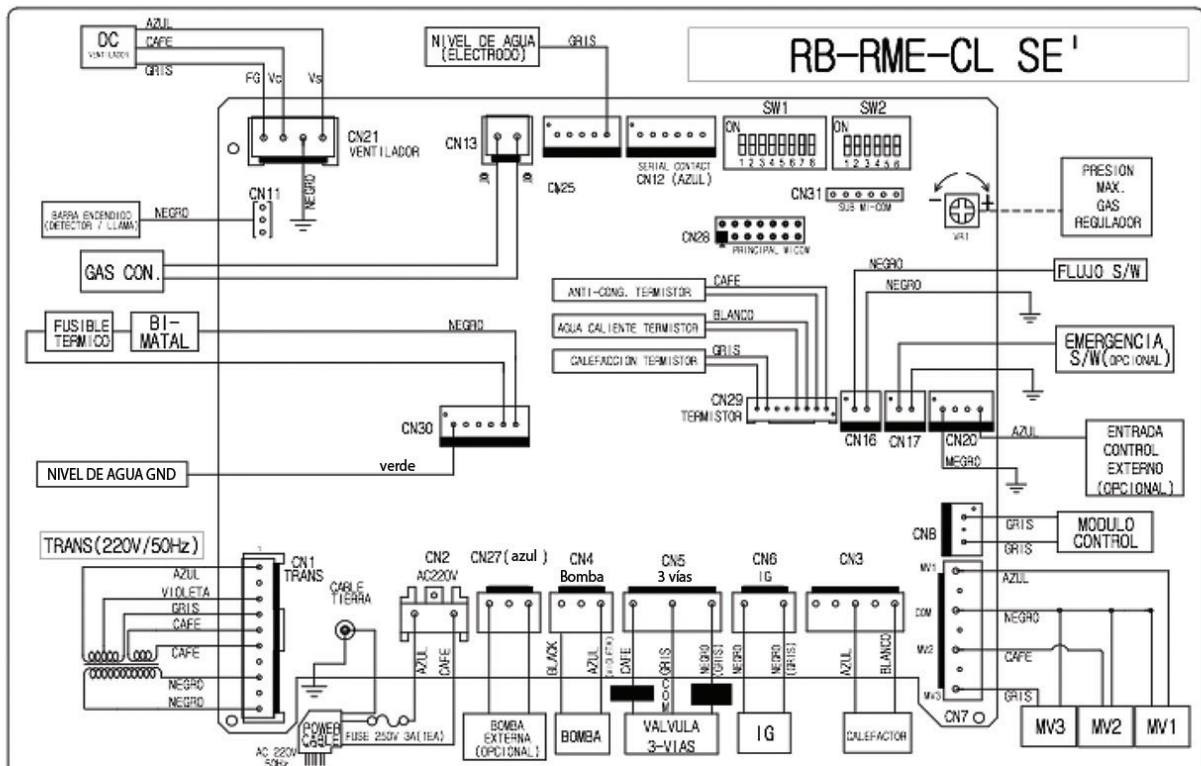 RB-RME-CL SE'
DC
VENTILADOR
AZUL
CAFE
GRIS
FG
Vc
Vs
CN21
VENTILADOR
NEGRO
NIVEL DE AGUA
(ELECTRODO)
GRIS
CN13
CN25
SERIAL CONTACT
CN12 (AZUL)
SW1
ON
1 2 3 4 5 6 7 8
SW2
ON
1 2 3 4 5 6
CN31
SUB MI-COM
CN28
PRINCIPAL MICOM
- +
VR1
PRESION
MAX.
GAS
REGULADOR
BARRA ENCENDICO
(DETECTOR / LLAMA)
NEGRO
CN11
GAS CON.
FUSIBLE
TERMICO
BI-
MATAL
NEGRO
CN30
NIVEL DE AGUA GND
verde
ANTI-CONG. TERMISTOR
CAFE
AGUA CALIENTE TERMISTOR
BLANCO
CALEFACCION TERMISTOR
GRIS
CN29
TERMISTOR
NEGRO
NEGRO
FLUJO S/W
EMERGENCIA
S/W(OPCIONAL)
CN16
CN17
CN20
AZUL
MEGRO
ENTRADA
CONTROL
EXTERNO
(OPCIONAL)
CN8
GRIS
GRIS
MODULO
CONTROL
TRANS(220V/50Hz)
CN1
TRANS
AZUL
VIOLETA
GRIS
CAFE
CAFE
NEGRO
NEGRO
CABLE
TIERRA
POWER
CABLE
AC 220V
50Hz
FUSE 250V 3A(1EA)
CN2
AC220V
AZUL
CAFE
CN27(azul)
BOMBA
EXTERNA
(OPCIONAL)
CN4
Bomba
BLACK
AZUL
(VIOLETA)
BOMBA
CN5
3 vías
CAFE
GRIS
NEGRO
(GRIS)
COM
VALVULA
3-VIAS
CN6
IG
NEGRO
NEGRO
(GRIS)
IG
CN3
AZUL
BLANCO
CALEFACTOR
MV1
COM
MV2
MV3
CN7
AZUL
NEGRO
CAFE
GRIS
MV3
MV2
MV1